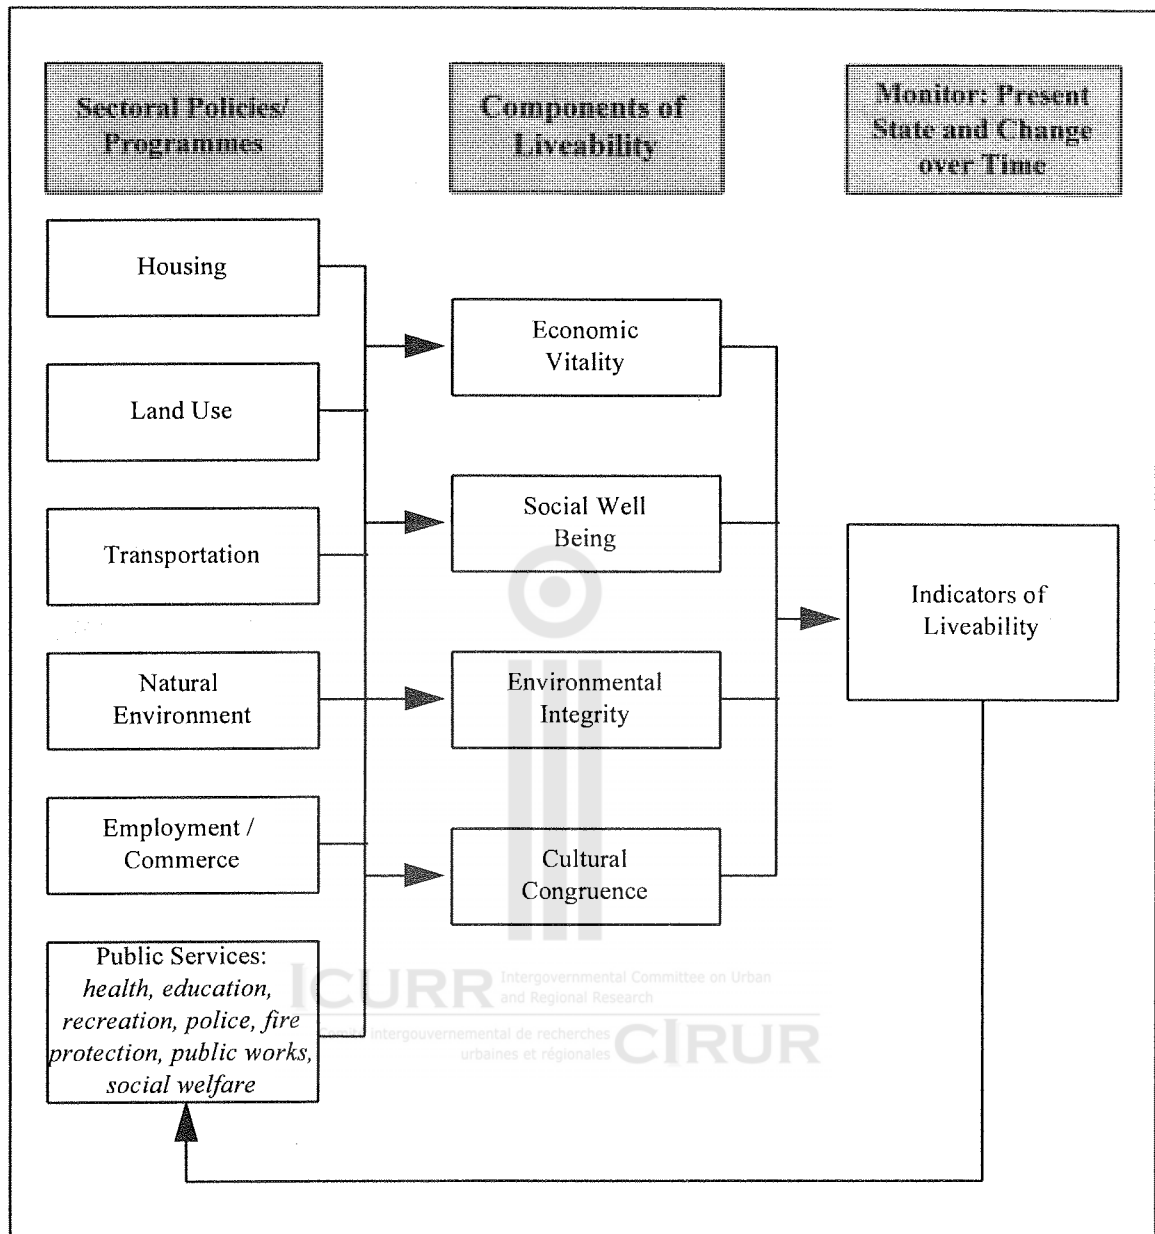 Sectoral Policies/
Programmes
Components of
Liveability
Monitor: Present
State and Change
over Time
Housing
Land Use
Transportation
Natural
Environment
Employment /
Commerce
Public Services:
health, education,
recreation, police, fire
protection, public works,
social welfare
Economic
Vitality
Social Well
Being
Environmental
Integrity
Cultural
Congruence
Indicators of
Liveability
ICURR
Intergovernmental Committee on Urban
and Regional Research
Comité intergouvernemental de recherches
urbaines et régionales
CIRUR